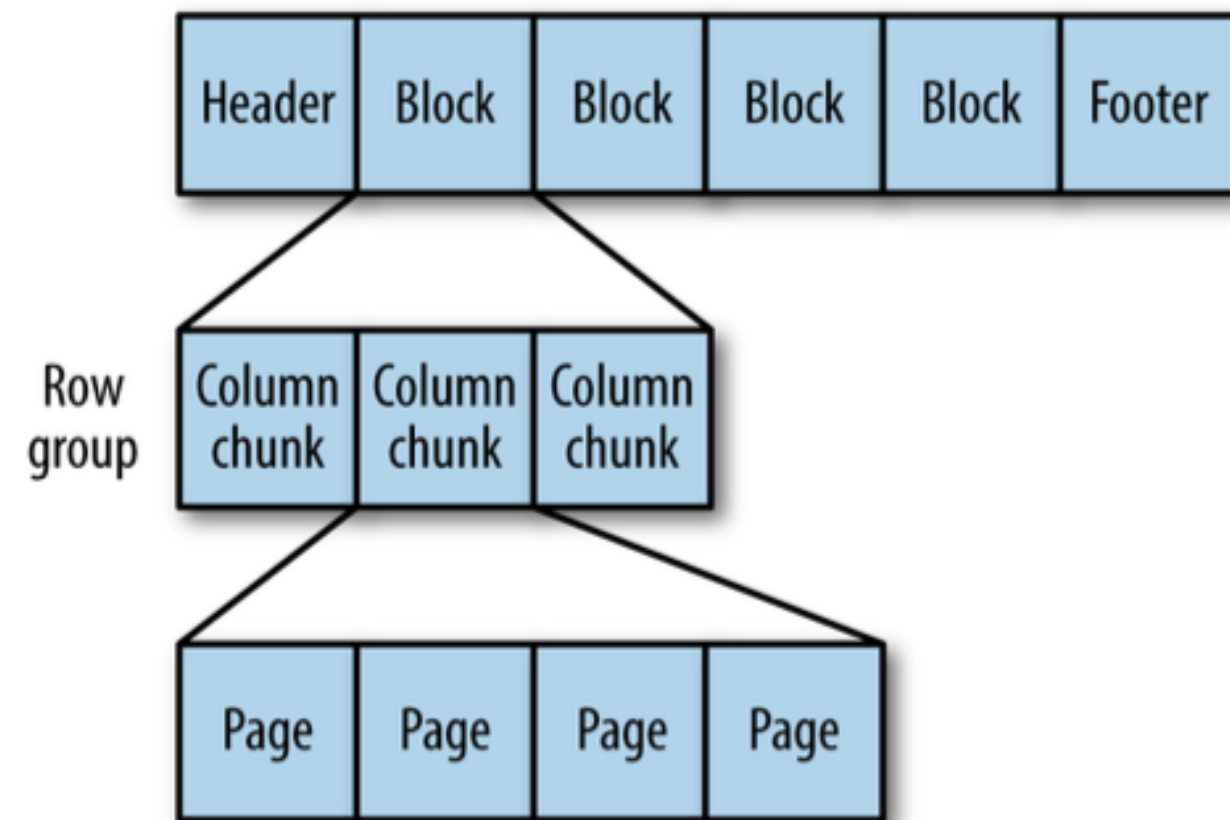 Header Block Block Block Block Footer
Row
group
Column Column Column
chunk chunk chunk
Page Page Page Page